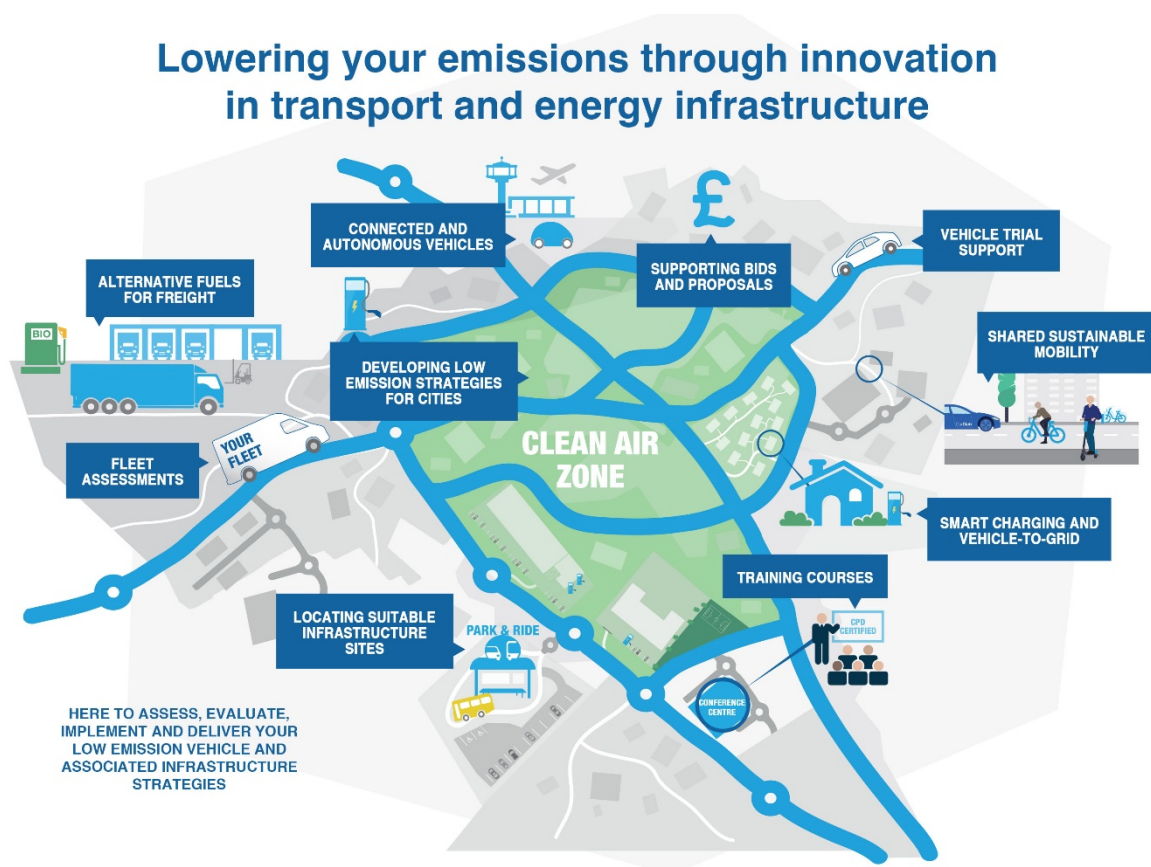 Lowering your emissions through innovation
in transport and energy infrastructure
CONNECTED AND
AUTONOMOUS VEHICLES
SUPPORTING BIDS
AND PROPOSALS
£
VEHICLE TRIAL
SUPPORT
ALTERNATIVE FUELS
FOR FREIGHT
BIO
DEVELOPING LOW
EMISSION STRATEGIES
FOR CITIES
SHARED SUSTAINABLE
MOBILITY
YOUR
FLEET
FLEET
ASSESSMENTS
CLEAN AIR
ZONE
SMART CHARGING AND
VEHICLE-TO-GRID
TRAINING COURSES
CPD
CERTIFIED
LOCATING SUITABLE
INFRASTRUCTURE
SITES
PARK & RIDE
CONFERENCE
CENTRE
HERE TO ASSESS, EVALUATE,
IMPLEMENT AND DELIVER YOUR
LOW EMISSION VEHICLE AND
ASSOCIATED INFRASTRUCTURE
STRATEGIES